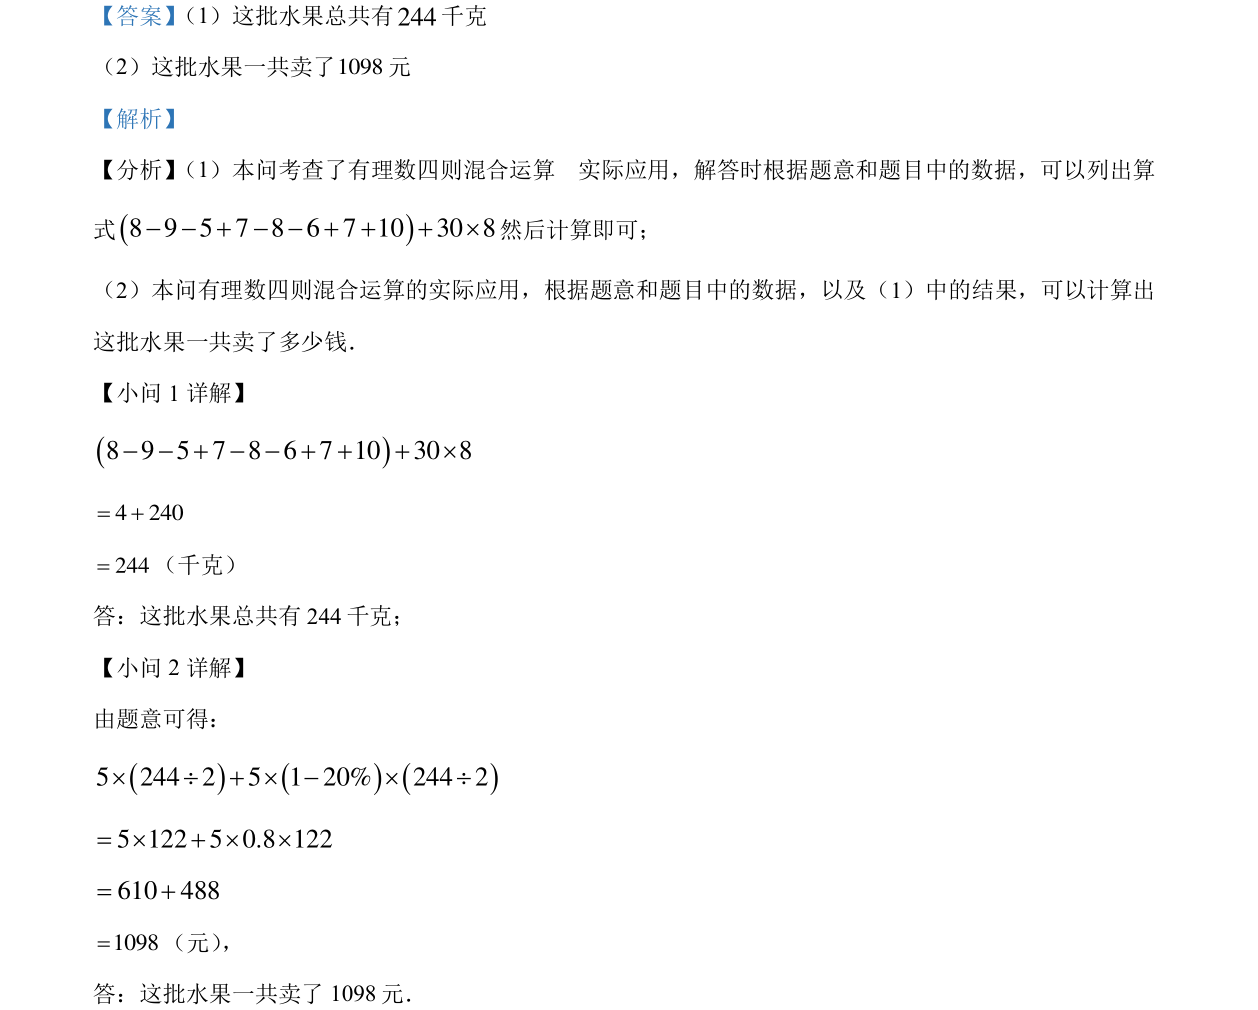 【答案】（1）这批水果总共有244千克
（2）这批水果一共卖了1098元
【解析】
【分析】（1）本问考查了有理数四则混合运算 实际应用，解答时根据题意和题目中的数据，可以列出算
式(8−9−5+7−8−6+7+10)+30×8然后计算即可；
（2）本问有理数四则混合运算的实际应用，根据题意和题目中的数据，以及（1）中的结果，可以计算出
这批水果一共卖了多少钱．
【小问1详解】
(8−9−5+7−8−6+7+10)+30×8
=4+240
=244（千克）
答：这批水果总共有244千克；
【小问2详解】
由题意可得：
5×(244÷2)+5×(1−20%)×(244÷2)
=5×122+5×0.8×122
=610+488
=1098（元），
答：这批水果一共卖了1098元．